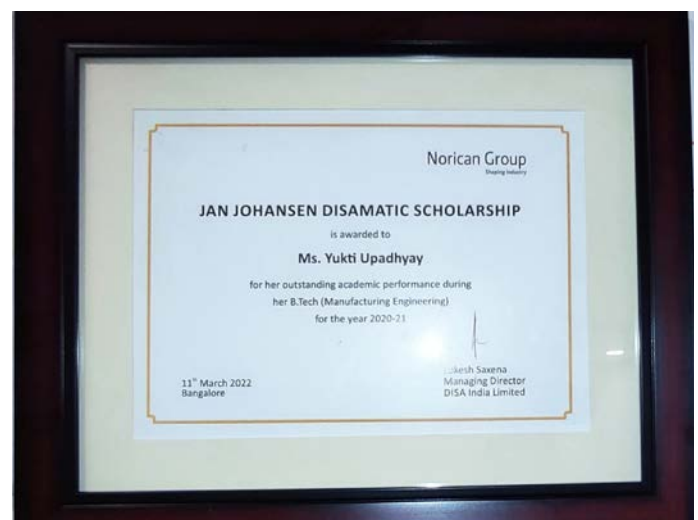 Norican Group
Shaping Industry
JAN JOHANSEN DISAMATIC SCHOLARSHIP
is awarded to
Ms. Yukti Upadhyay
for her outstanding academic performance during
her B.Tech (Manufacturing Engineering)
for the year 2020-21
11th March 2022
Bangalore
Saxena
Managing Director
DISA India Limited